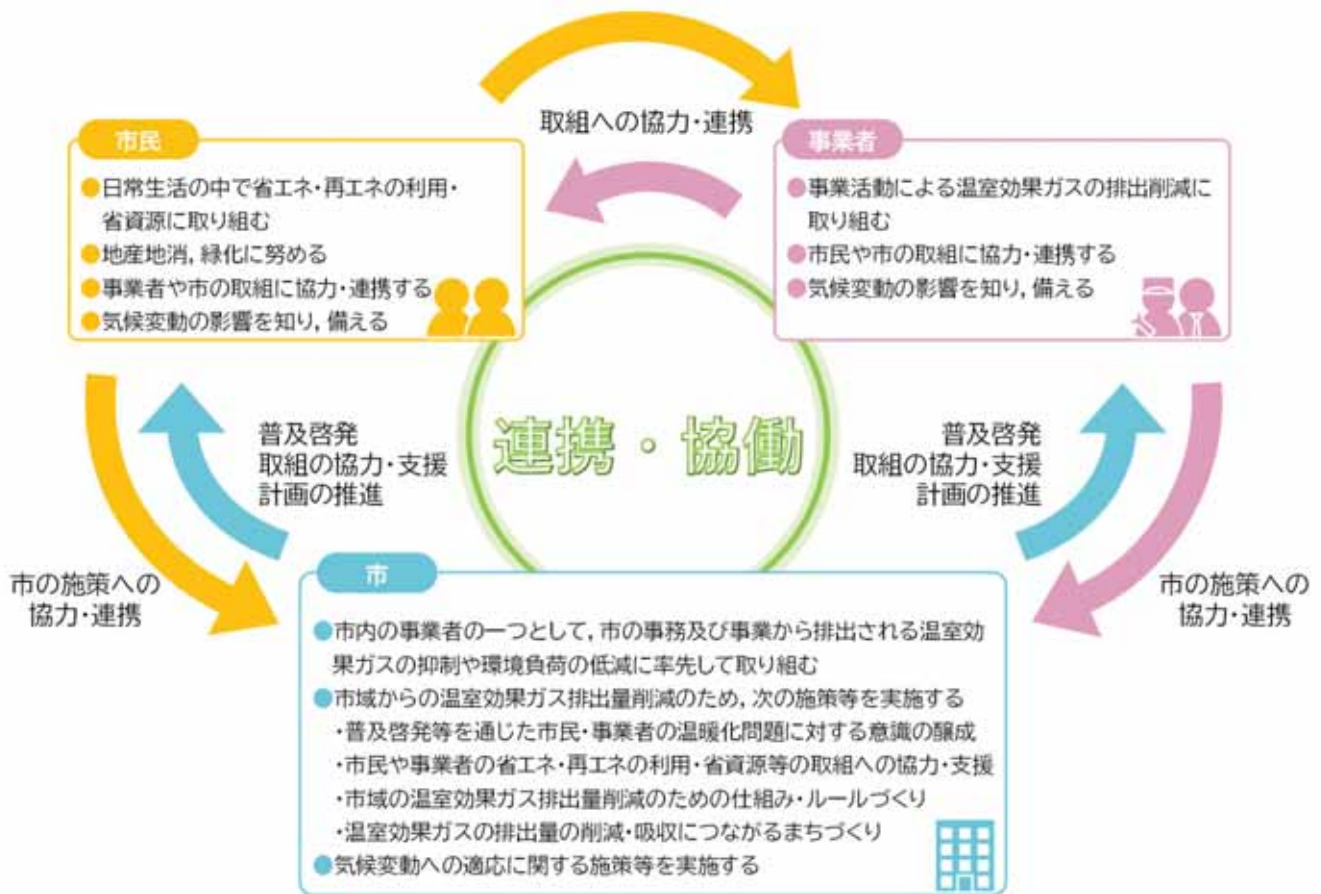 取組への協力・連携
市民
●日常生活の中で省エネ・再エネの利用・
省資源に取り組む
●地産地消，緑化に努める
●事業者や市の取組に協力・連携する
●気候変動の影響を知り，備える
事業者
●事業活動による温室効果ガスの排出削減に
取り組む
●市民や市の取組に協力・連携する
●気候変動の影響を知り，備える
連携・協働
普及啓発
取組の協力・支援
計画の推進
普及啓発
取組の協力・支援
計画の推進
市の施策への
協力・連携
市の施策への
協力・連携
市
●市内の事業者の一つとして，市の事務及び事業から排出される温室効
果ガスの抑制や環境負荷の低減に率先して取り組む
●市域からの温室効果ガス排出量削減のため，次の施策等を実施する
・普及啓発等を通じた市民・事業者の温暖化問題に対する意識の醸成
・市民や事業者の省エネ・再エネの利用・省資源等の取組への協力・支援
・市域の温室効果ガス排出量削減のための仕組み・ルールづくり
・温室効果ガスの排出量の削減・吸収につながるまちづくり
●気候変動への適応に関する施策等を実施する